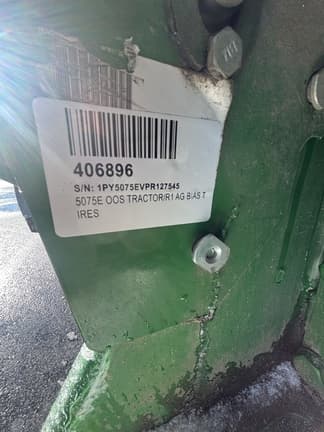 406896
S/N: 1PY5075EVPR127545
5075E OOS TRACTOR/R1 AG BIAS T
IRES